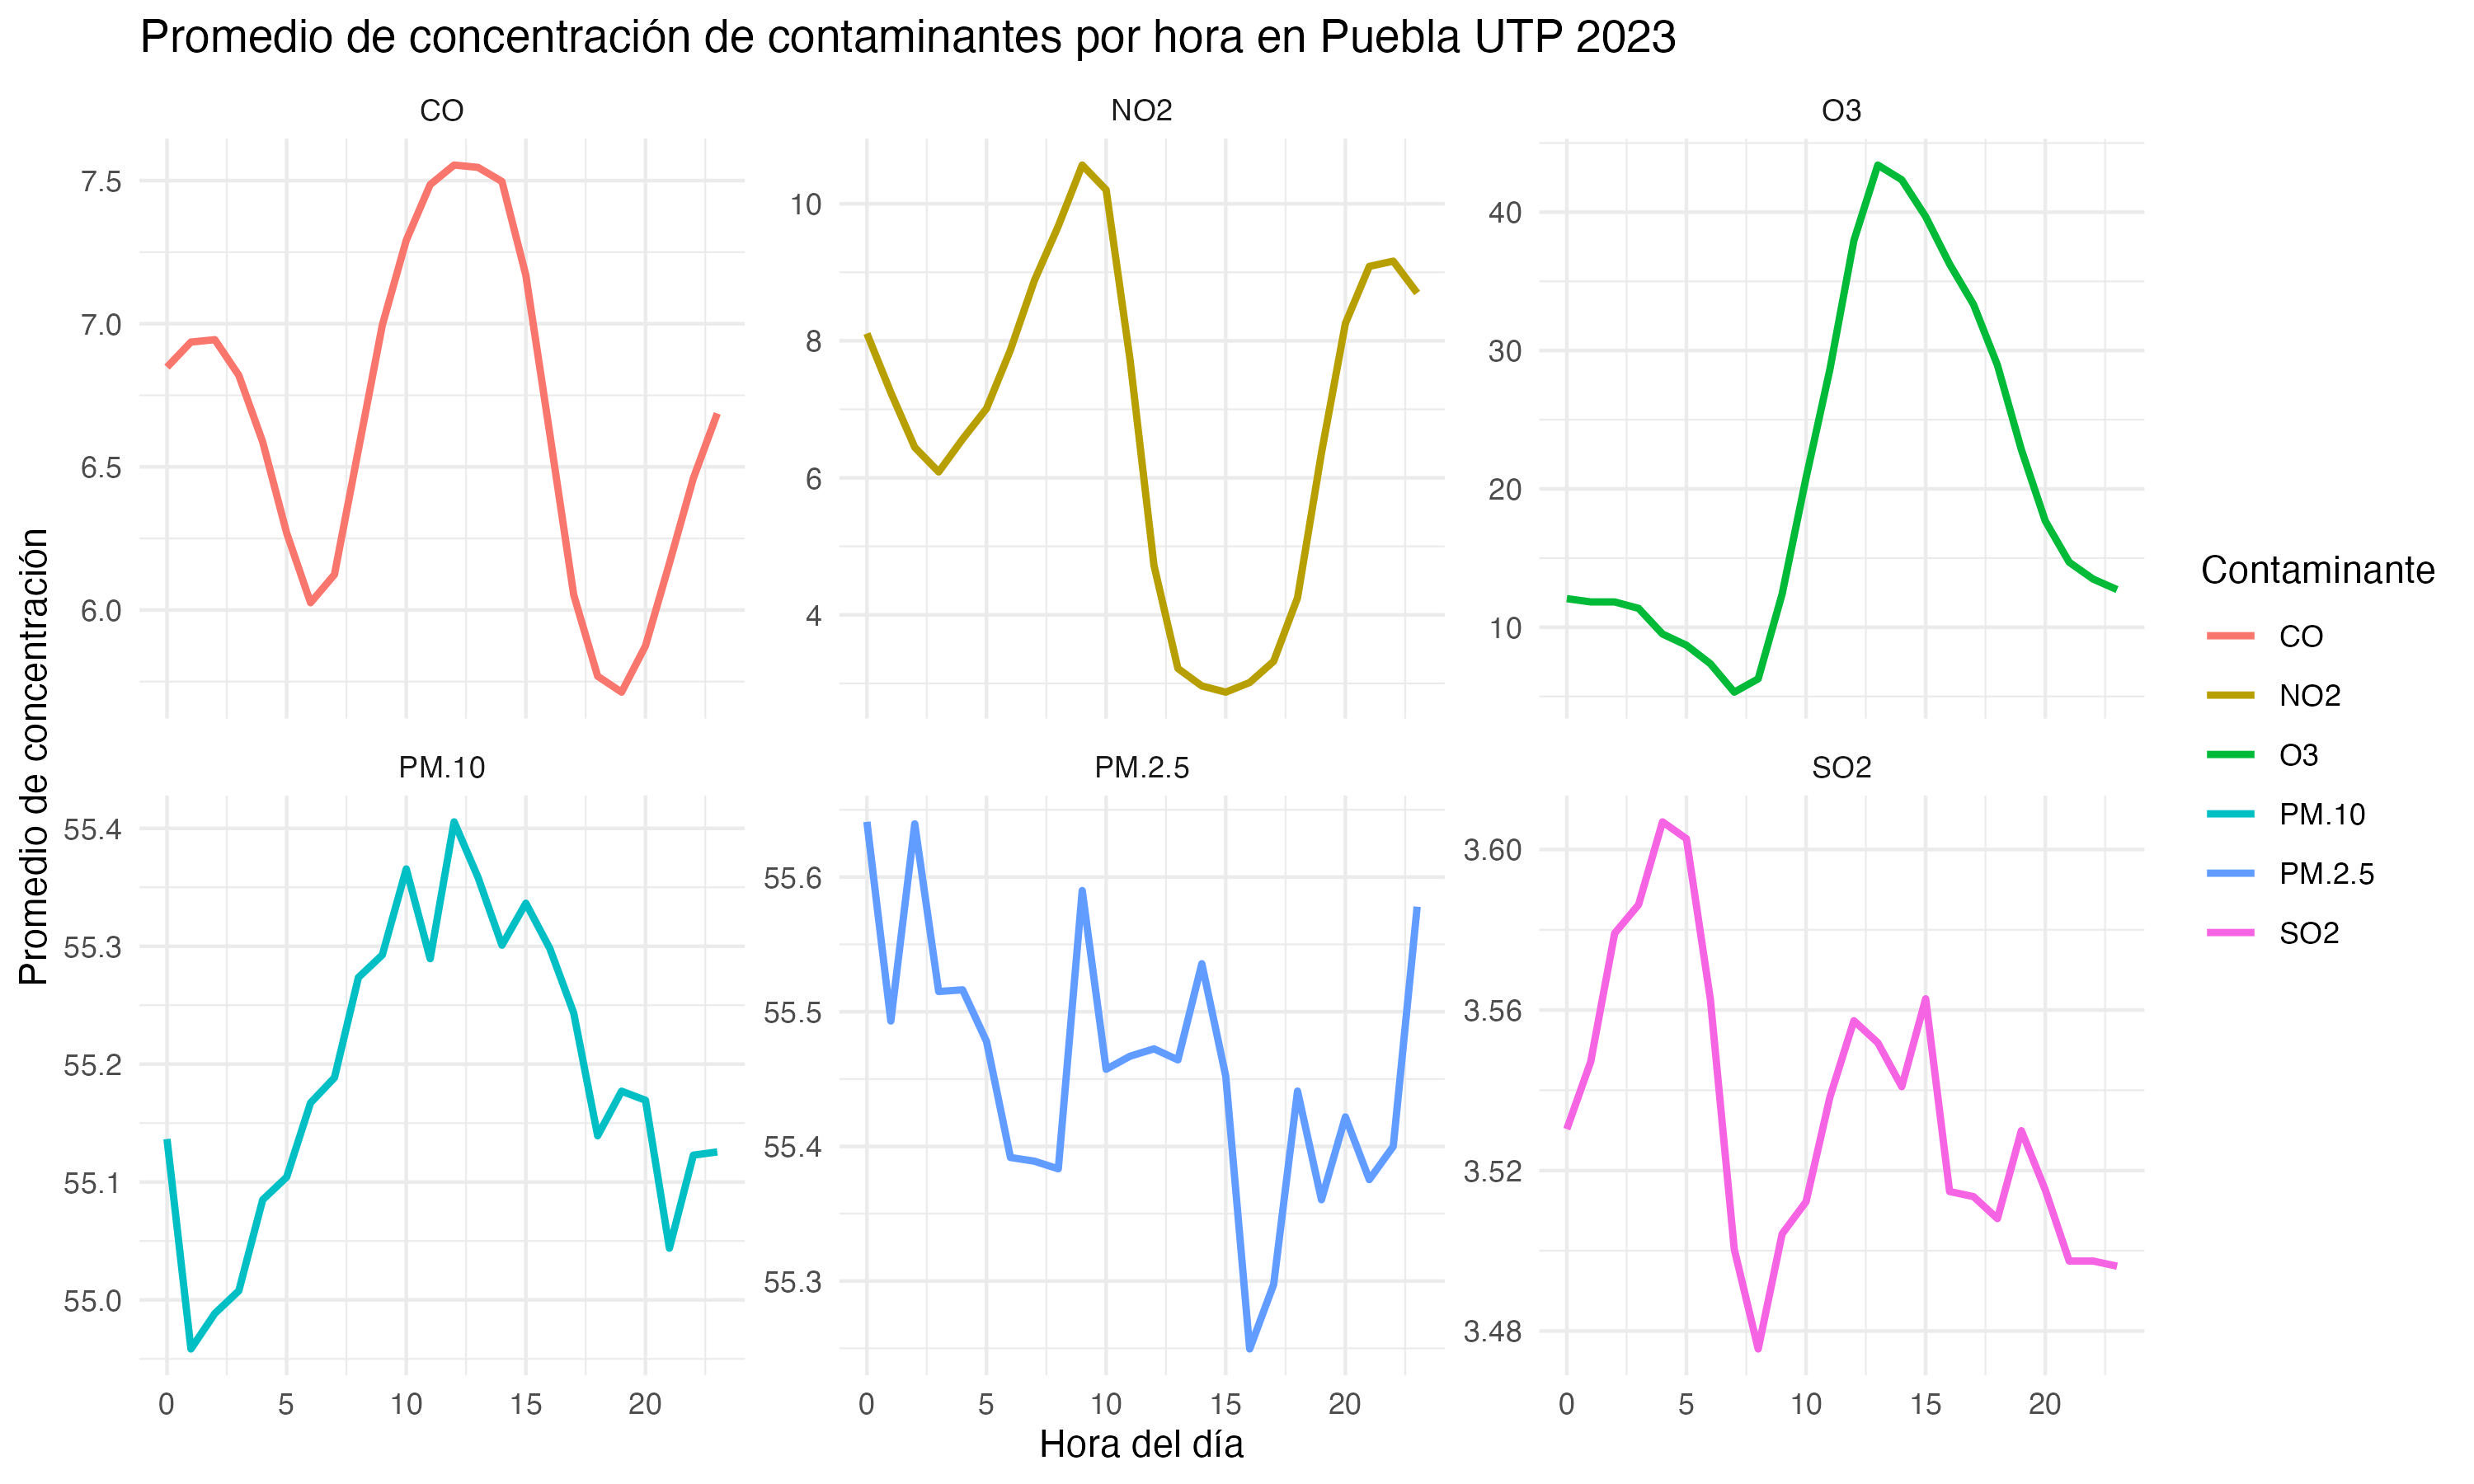 Promedio de concentración de contaminantes por hora en Puebla UTP 2023
CO
NO2
O3
7.5
7.0
6.5
6.0
10
8
6
4
40
30
20
10
PM.10
PM.2.5
SO2
55.4
55.3
55.2
55.1
55.0
55.6
55.5
55.4
55.3
3.60
3.56
3.52
3.48
0 5 10 15 20
0 5 10 15 20
0 5 10 15 20
Hora del día
Promedio de concentración
Contaminante
CO
NO2
O3
PM.10
PM.2.5
SO2